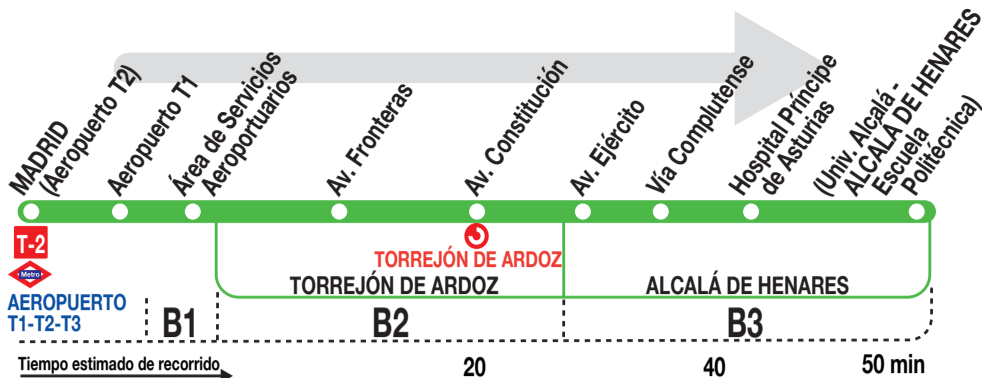 MADRID
(Aeropuerto T2)
Aeropuerto T1
Área de Servicios
Aeroportuarios
Av. Fronteras
Av. Constitución
Av. Ejército
Vía Complutense
Hospital Príncipe
de Asturias
(Univ. Alcalá -
ALCALÁ DE HENARES
Escuela
Politécnica)
T-2
Metro
AEROPUERTO
T1-T2-T3
TORREJÓN DE ARDOZ
TORREJÓN DE ARDOZ
ALCALÁ DE HENARES
B1
B2
B3
Tiempo estimado de recorrido
20
40
50 min